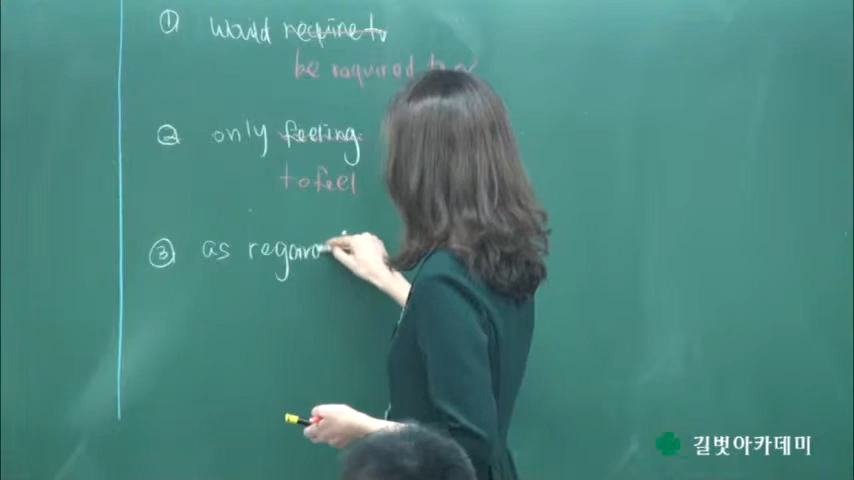 ① would require to
be required to
② only feeling
to feel
③ as regard
길벗아카데미